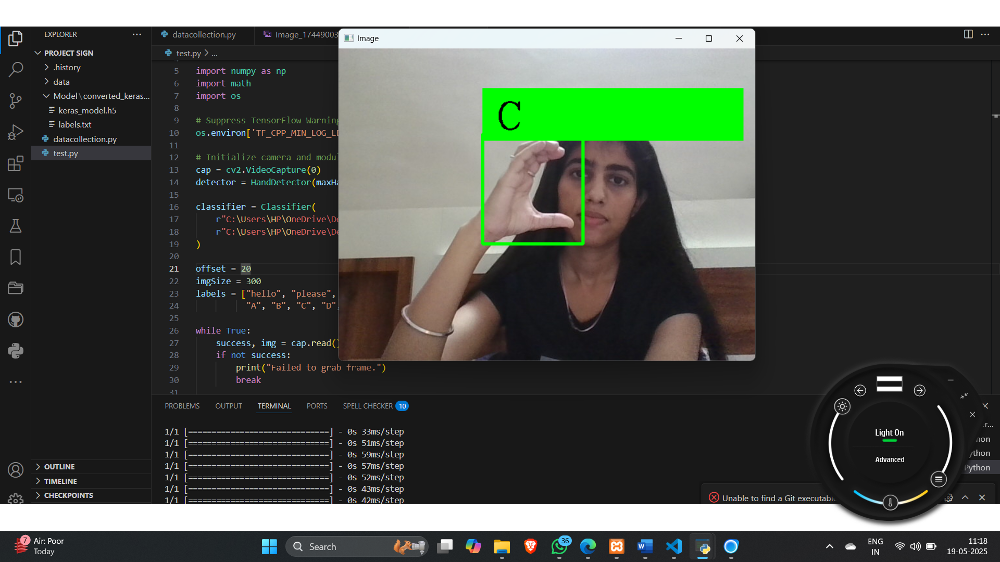 EXPLORER
PROJECT SIGN
.history
data
Model\converted_keras...
keras_model.h5
labels.txt
datacollection.py
test.py
OUTLINE
TIMELINE
CHECKPOINTS
datacollection.py
Image_17449003
test.py > ...
5 import numpy as np
6 import math
7 import os
8
9 # Suppress TensorFlow Warning
10 os.environ['TF_CPP_MIN_LOG_LE
11
12 # Initialize camera and modul
13 cap = cv2.VideoCapture(0)
14 detector = HandDetector(maxHa
15
16 classifier = Classifier(
17 r"C:\Users\HP\OneDrive\De
18 r"C:\Users\HP\OneDrive\De
19 )
20
21 offset = 20
22 imgSize = 300
23 labels = ["hello", "please",
24 "A", "B", "C", "D",
25
26 while True:
27 success, img = cap.read()
28 if not success:
29 print("Failed to grab frame.")
30 break
31
Image
C
PROBLEMS
OUTPUT
TERMINAL
PORTS
SPELL CHECKER 10
1/1 [==============================] - 0s 33ms/step
1/1 [==============================] - 0s 51ms/step
1/1 [==============================] - 0s 59ms/step
1/1 [==============================] - 0s 57ms/step
1/1 [==============================] - 0s 52ms/step
1/1 [==============================] - 0s 43ms/step
1/1 [==============================] - 0s 42ms/step
Python
Light On
Advanced
Unable to find a Git executable
7
Air: Poor
Today
Search
36
ENG
IN
11:18
19-05-2025